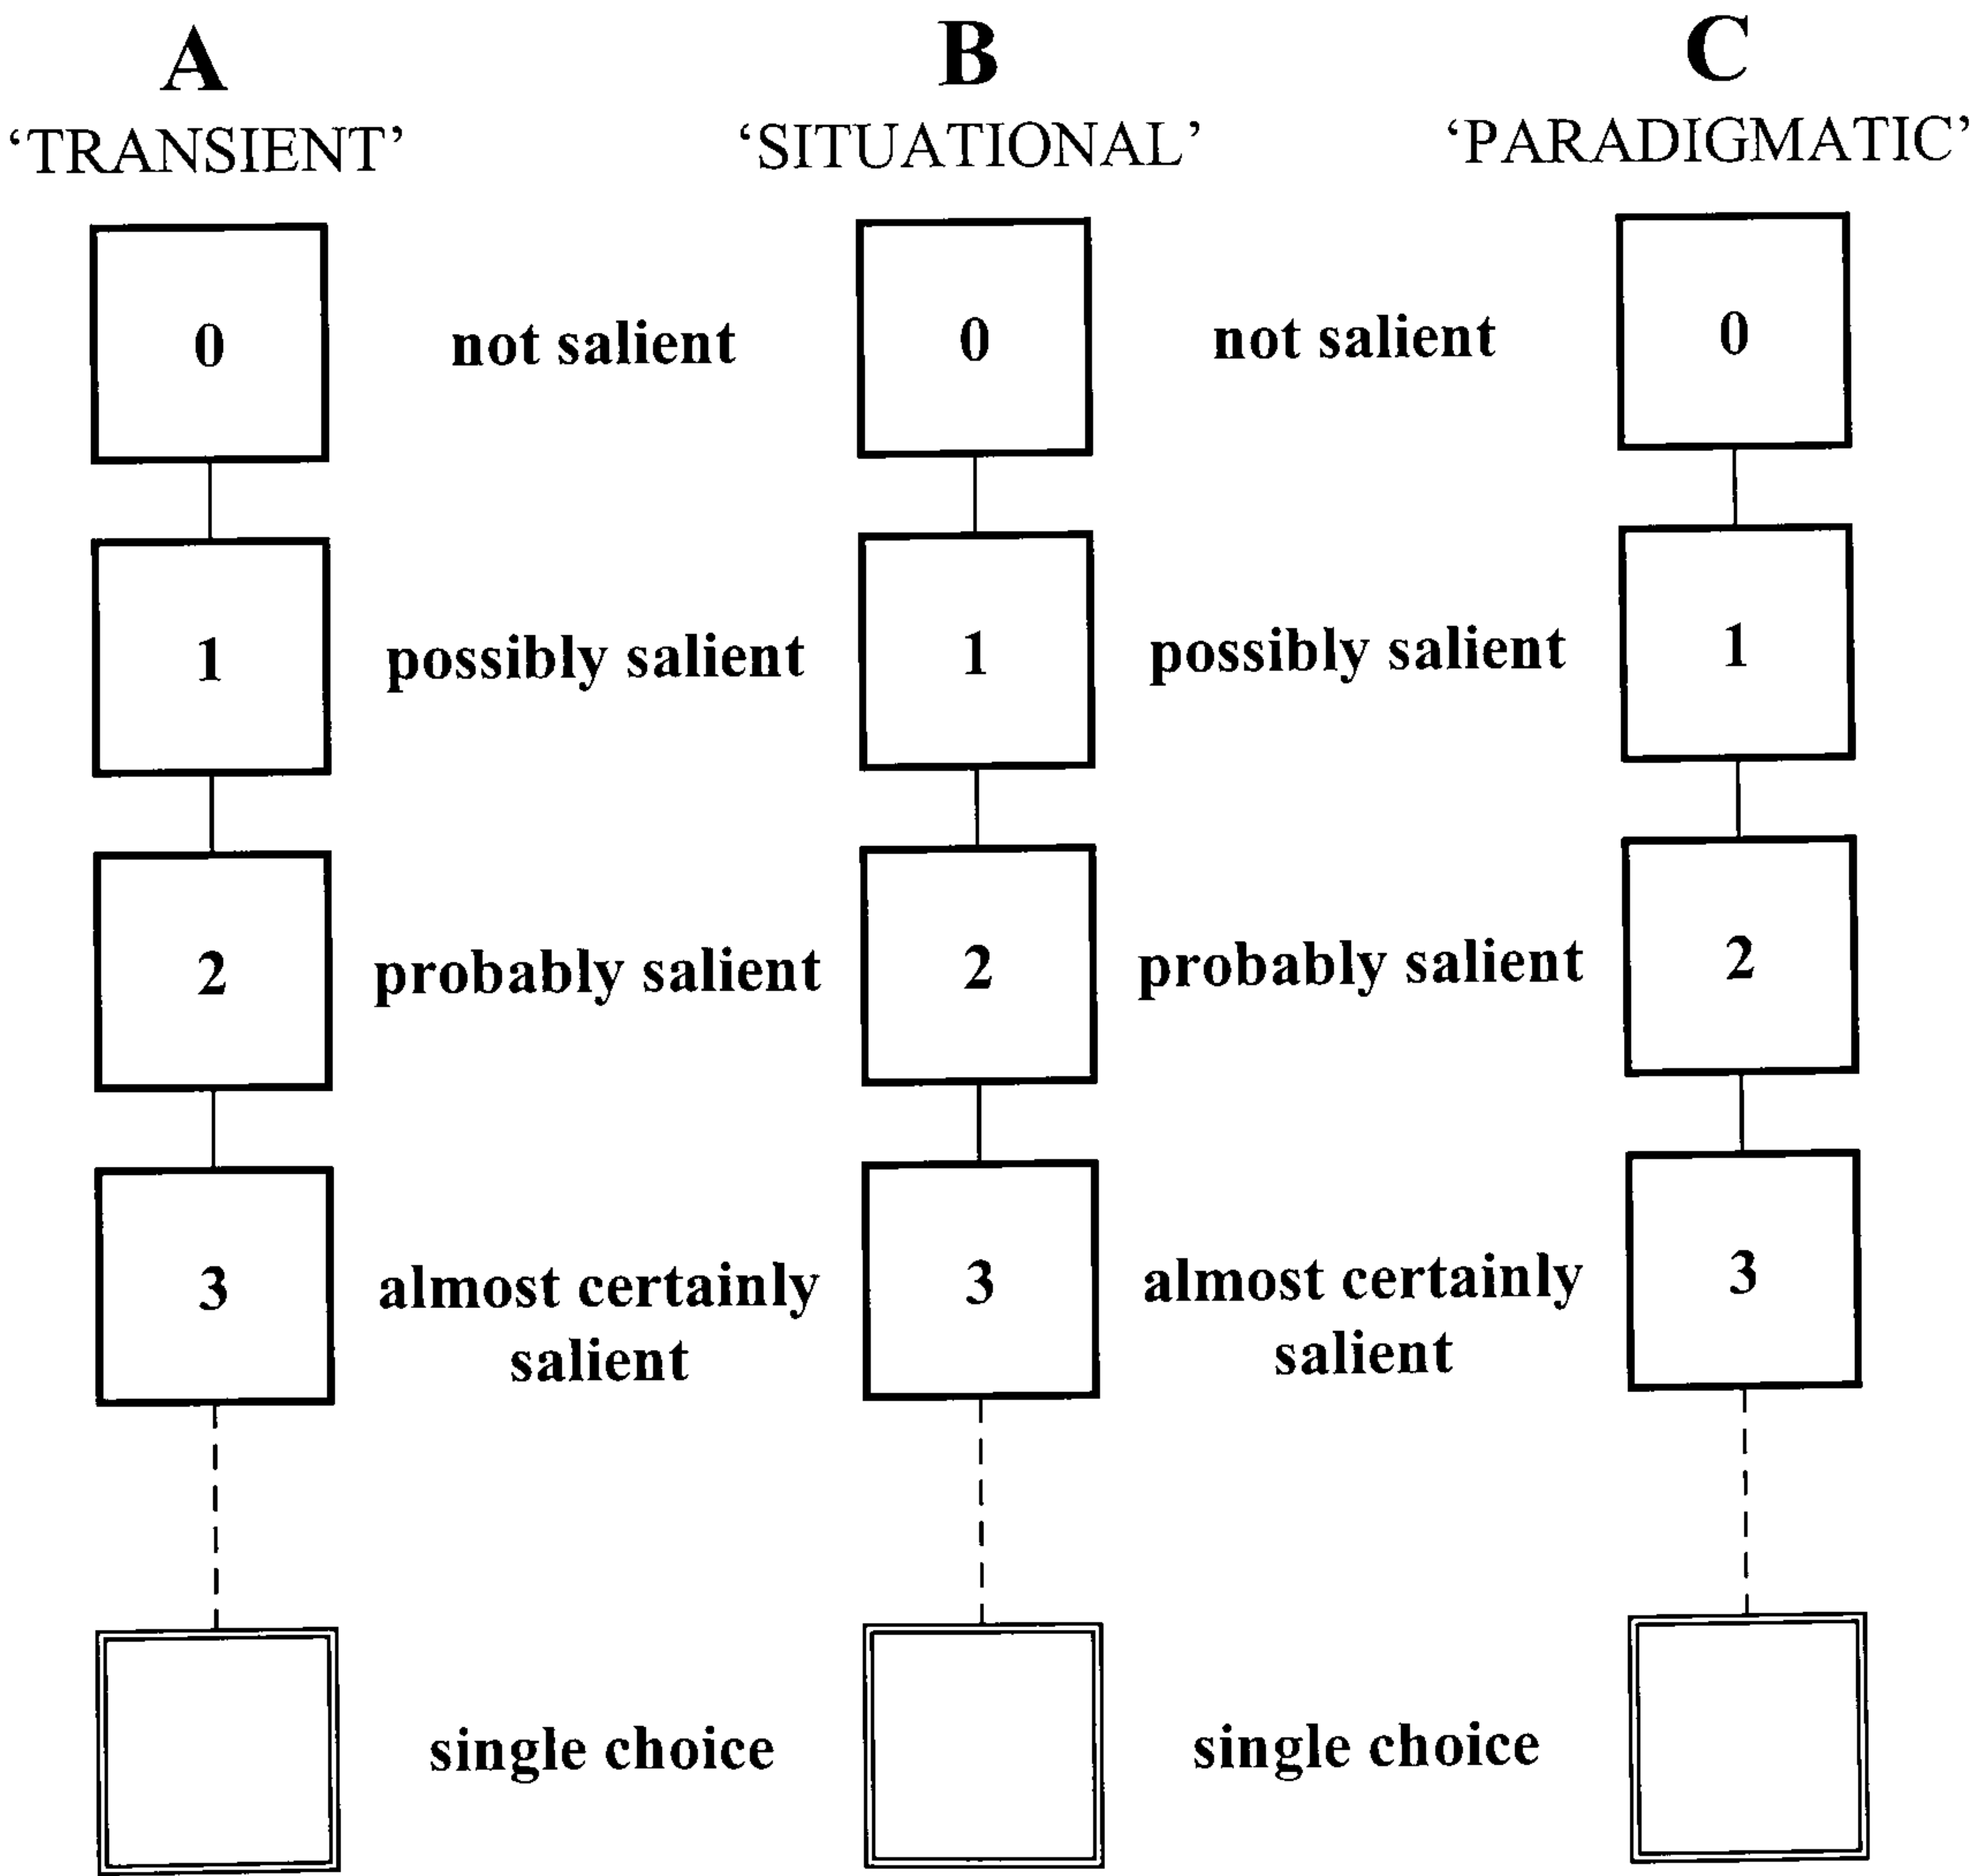 A B C
‘TRANSIENT’ ‘SITUATIONAL’ ‘PARADIGMATIC’
0 not salient 0 not salient 0
1 possibly salient 1 possibly salient 1
2 probably salient 2 probably salient 2
3 almost certainly 3 almost certainly 3
salient salient
single choice single choice